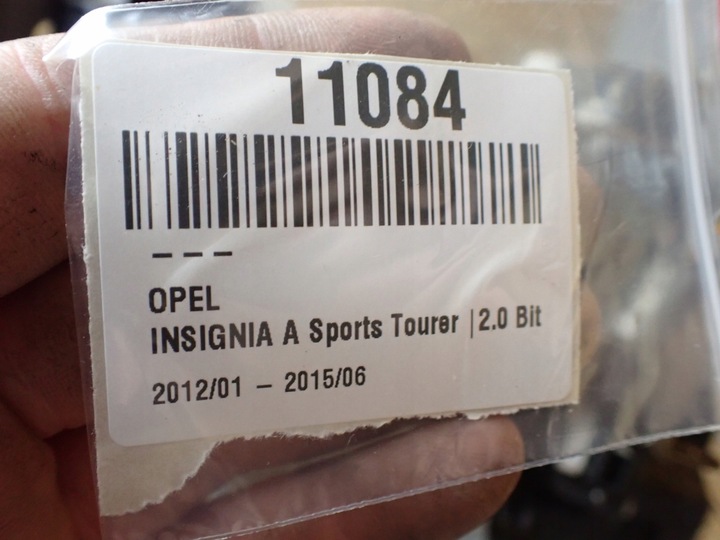 11084
– – –
OPEL
INSIGNIA A Sports Tourer |2.0 Bit
2012/01 – 2015/06